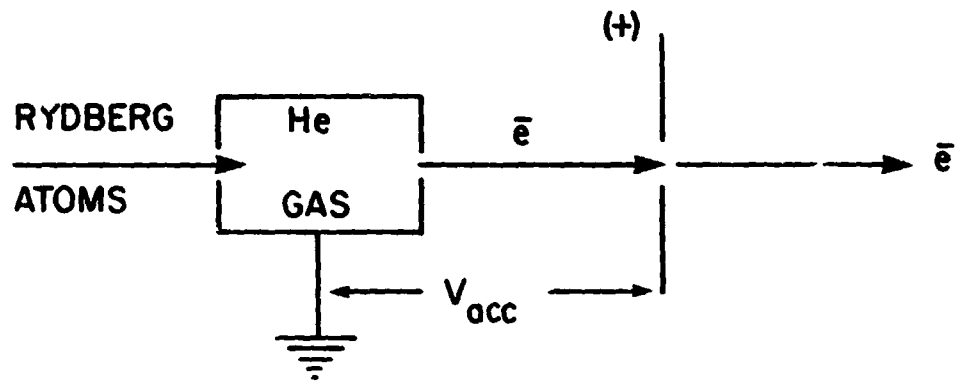 (+)
RYDBERG
ATOMS
He
GAS
e̅
e̅
V_acc